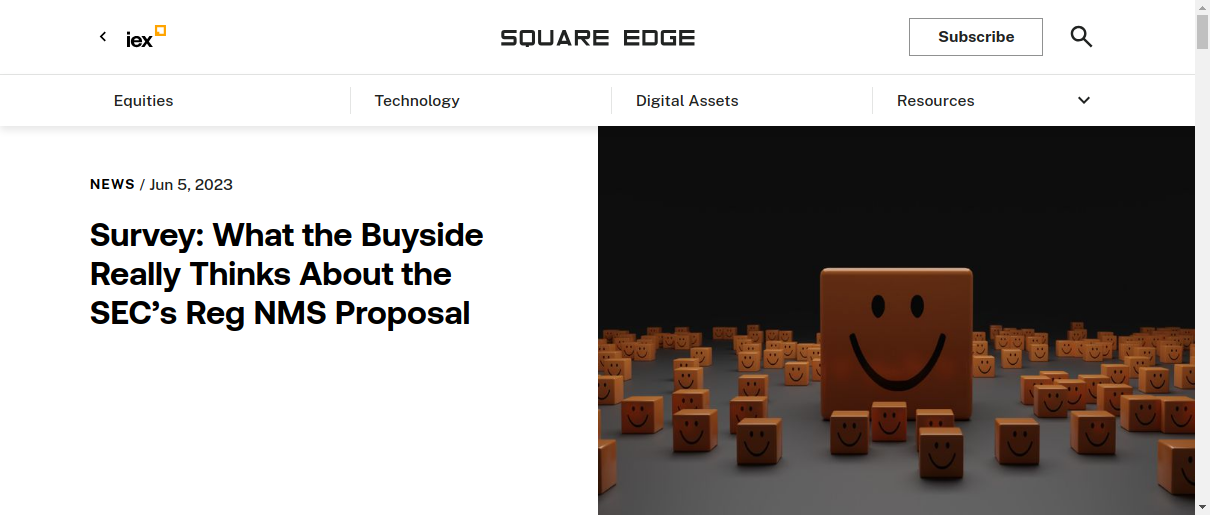 iex
SQUARE EDGE
Subscribe
Equities
Technology
Digital Assets
Resources
NEWS / Jun 5, 2023
Survey: What the Buyside
Really Thinks About the
SEC’s Reg NMS Proposal